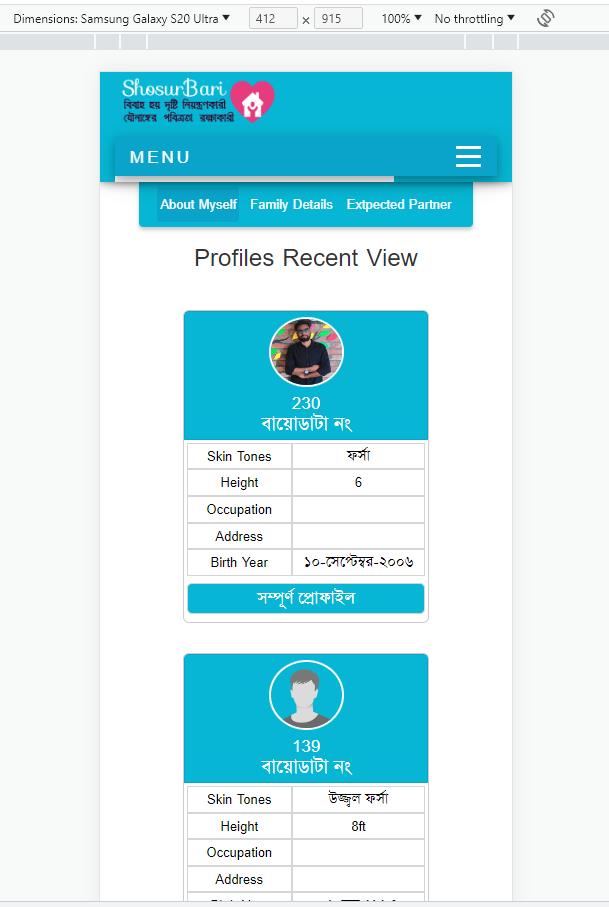 Dimensions: Samsung Galaxy S20 Ultra ▼ 412 × 915 100% ▼ No throttling ▼
ShosurBari
বিবাহ হয় দৃষ্টি নিয়ন্ত্রণকারী
যৌনাঙ্গের পবিত্রতা রক্ষাকারী
MENU
About Myself Family Details Extpected Partner
Profiles Recent View
230
বায়োডাটা নং
Skin Tones ফর্সা
Height 6
Occupation
Address
Birth Year ১০-সেপ্টেম্বর-২০০৬
সম্পূর্ণ প্রোফাইল
139
বায়োডাটা নং
Skin Tones উজ্জ্বল ফর্সা
Height 8ft
Occupation
Address